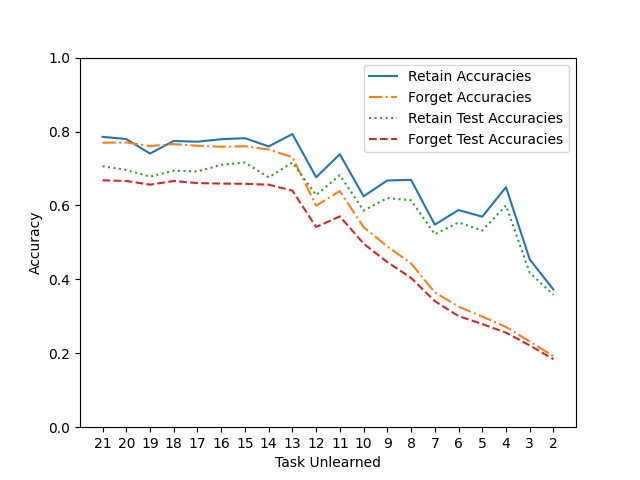 1.0
0.8
0.6
0.4
0.2
0.0
Accuracy
Retain Accuracies
Forget Accuracies
Retain Test Accuracies
Forget Test Accuracies
21 20 19 18 17 16 15 14 13 12 11 10 9 8 7 6 5 4 3 2
Task Unlearned